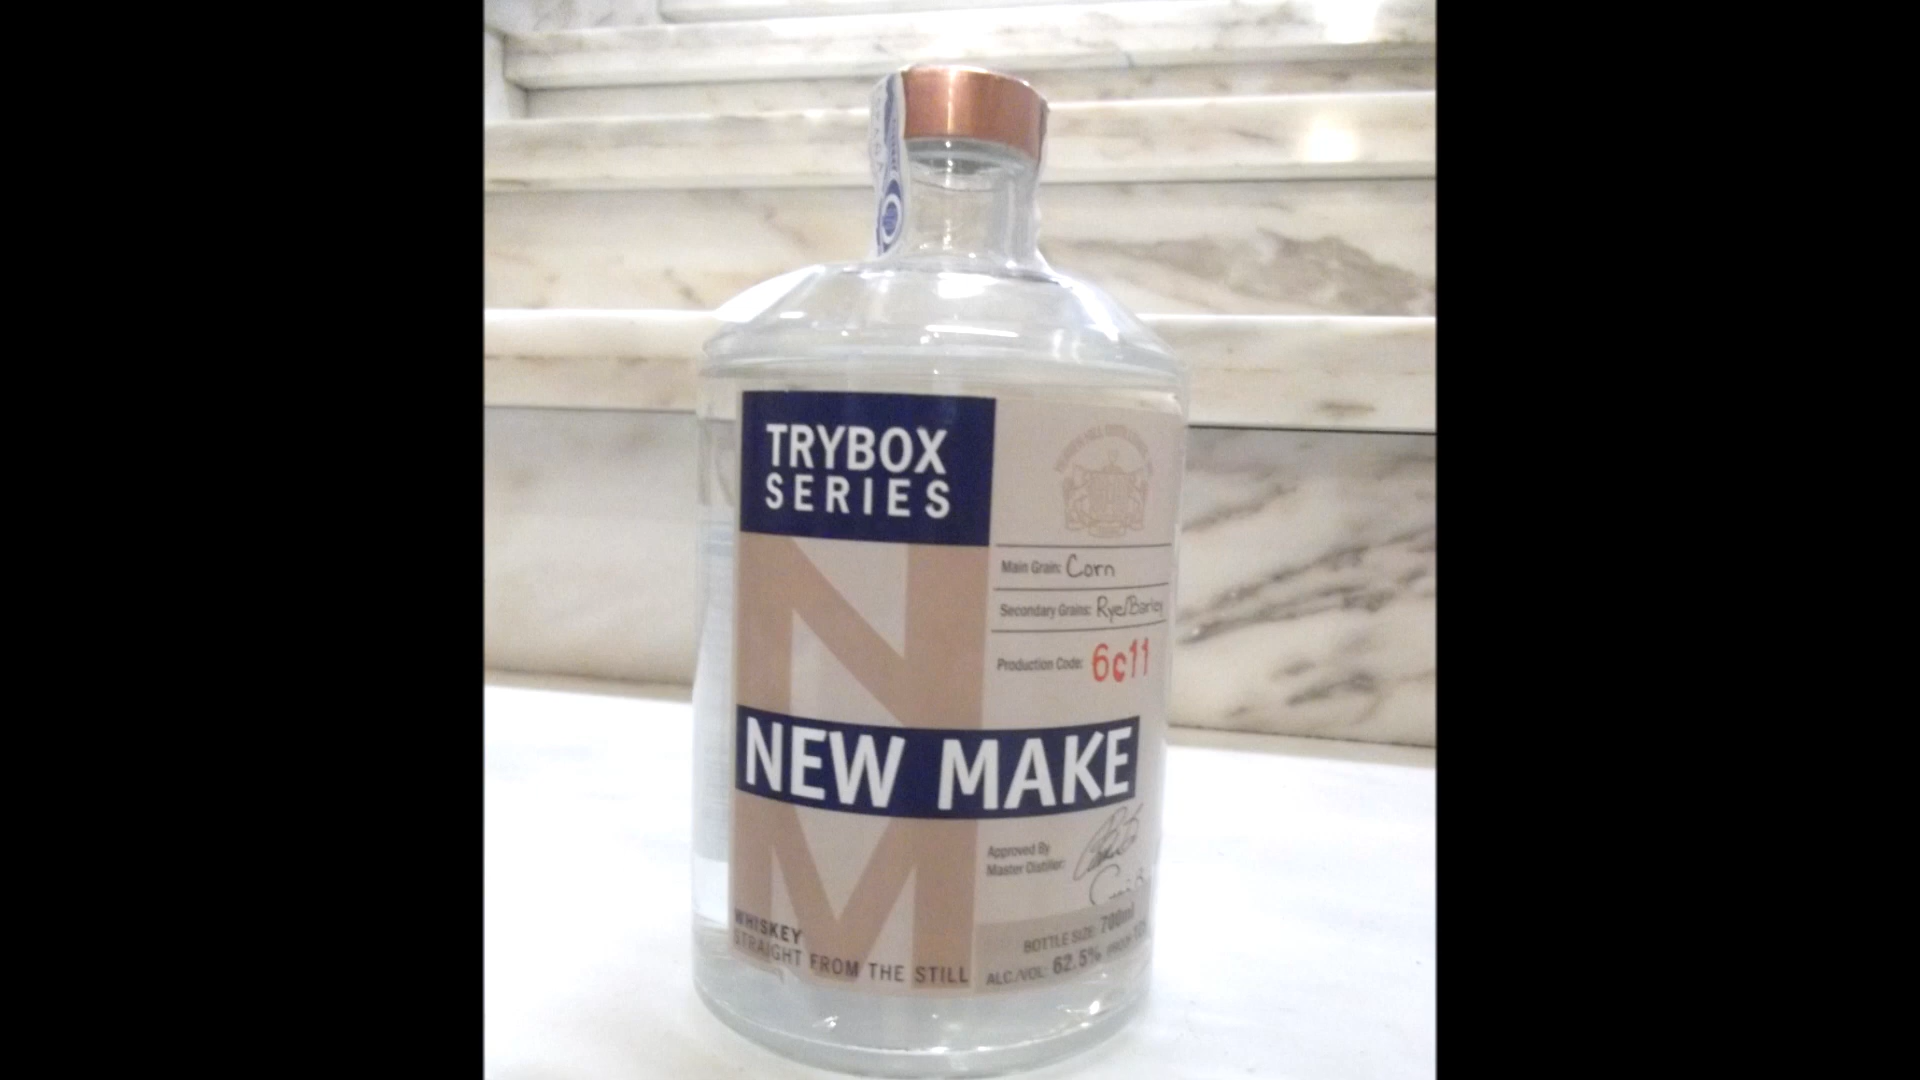 TRYBOX
SERIES
Main Grain: Corn
Secondary Grains: Rye/Barley
Production Code: 6c11
NEW MAKE
Approved By
Master Distiller:
WHISKEY
STRAIGHT FROM THE STILL
BOTTLE SIZE: 700ml
ALC./VOL: 62.5%